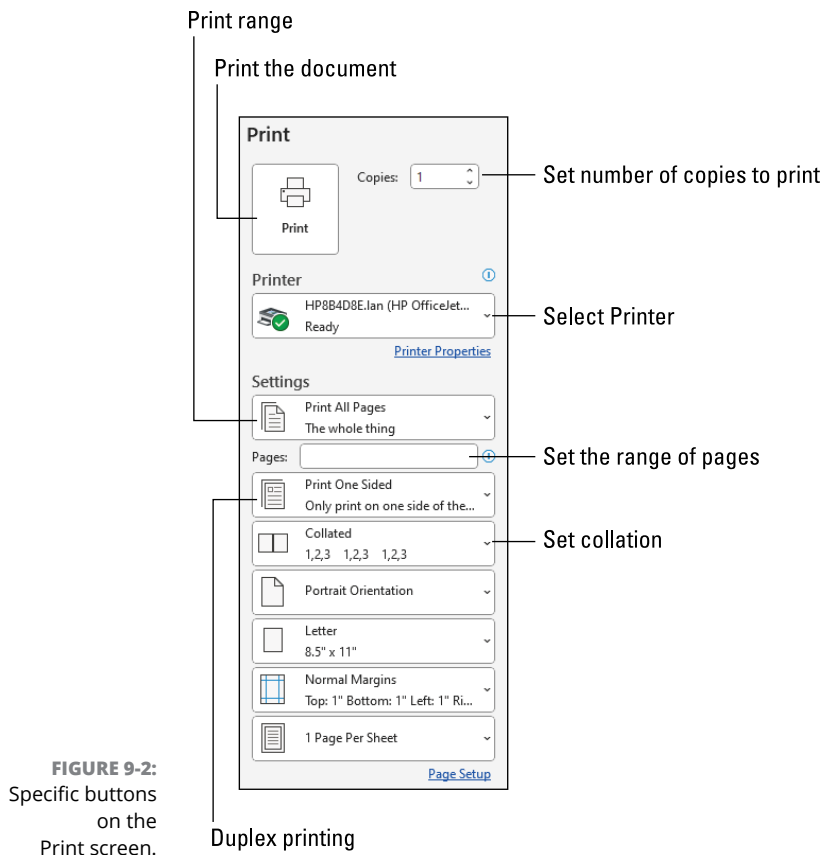 Print range
Print the document
Print
Copies: 1
Set number of copies to print
Print
Printer
HP8B4D8E.lan (HP OfficeJet...
Ready
Select Printer
Printer Properties
Settings
Print All Pages
The whole thing
Pages:
Set the range of pages
Print One Sided
Only print on one side of the...
Collated
1,2,3 1,2,3 1,2,3
Set collation
Portrait Orientation
Letter
8.5" x 11"
Normal Margins
Top: 1" Bottom: 1" Left: 1" Ri...
1 Page Per Sheet
Page Setup
FIGURE 9-2:
Specific buttons
on the
Print screen.
Duplex printing